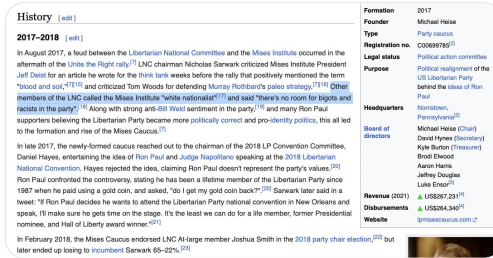 History [ edit ]
2017–2018 [ edit ]
In August 2017, a feud between the Libertarian National Committee and the Mises Institute occurred in the
aftermath of the Unite the Right rally.[7] LNC chairman Nicholas Sarwark criticized Mises Institute President
Jeff Deist for an article he wrote for the think tank weeks before the rally that positively mentioned the term
"blood and soil,"[7][15] and criticized Tom Woods for defending Murray Rothbard's paleo strategy.[7][16] Other
members of the LNC called the Mises Institute "white nationalist"[17] and said "there's no room for bigots and
racists in the party".[18] Along with strong anti-Bill Weld sentiment in the party,[19] and many Ron Paul
supporters believing the Libertarian Party became more politically correct and pro-identity politics, this all led
to the formation and rise of the Mises Caucus.[7]
In late 2017, the newly-formed caucus reached out to the chairman of the 2018 LP Convention Committee,
Daniel Hayes, entertaining the idea of Ron Paul and Judge Napolitano speaking at the 2018 Libertarian
National Convention. Hayes rejected the idea, claiming Ron Paul doesn't represent the party's values.[20]
Ron Paul confronted the controversy, stating he has been a lifetime member of the Libertarian Party since
1987 when he paid using a gold coin, and asked, "do I get my gold coin back?".[20] Sarwark later said in a
tweet: "If Ron Paul decides he wants to attend the Libertarian Party national convention in New Orleans and
speak, I'll make sure he gets time on the stage. It's the least we can do for a life member, former Presidential
nominee, and Hall of Liberty award winner."[21]
In February 2018, the Mises Caucus endorsed LNC At-large member Joshua Smith in the 2018 party chair election,[22] but
later ended up losing to incumbent Sarwark 65–22%.[23]
Formation 2017
Founder Michael Heise
Type Party caucus
Registration no. C00699785[2]
Legal status Political action committee
Purpose Political realignment of the
US Libertarian Party
behind the ideas of Ron
Paul
Headquarters Norristown,
Pennsylvania[2]
Board of directors Michael Heise (Chair)
David Hynes (Secretary)
Kyle Burton (Treasurer)
Brodi Elwood
Aaron Harris
Jeffrey Douglas
Luke Ensor[3]
Revenue (2021) US$267,231[4]
Disbursements US$264,340[4]
Website lpmisescaucus.com